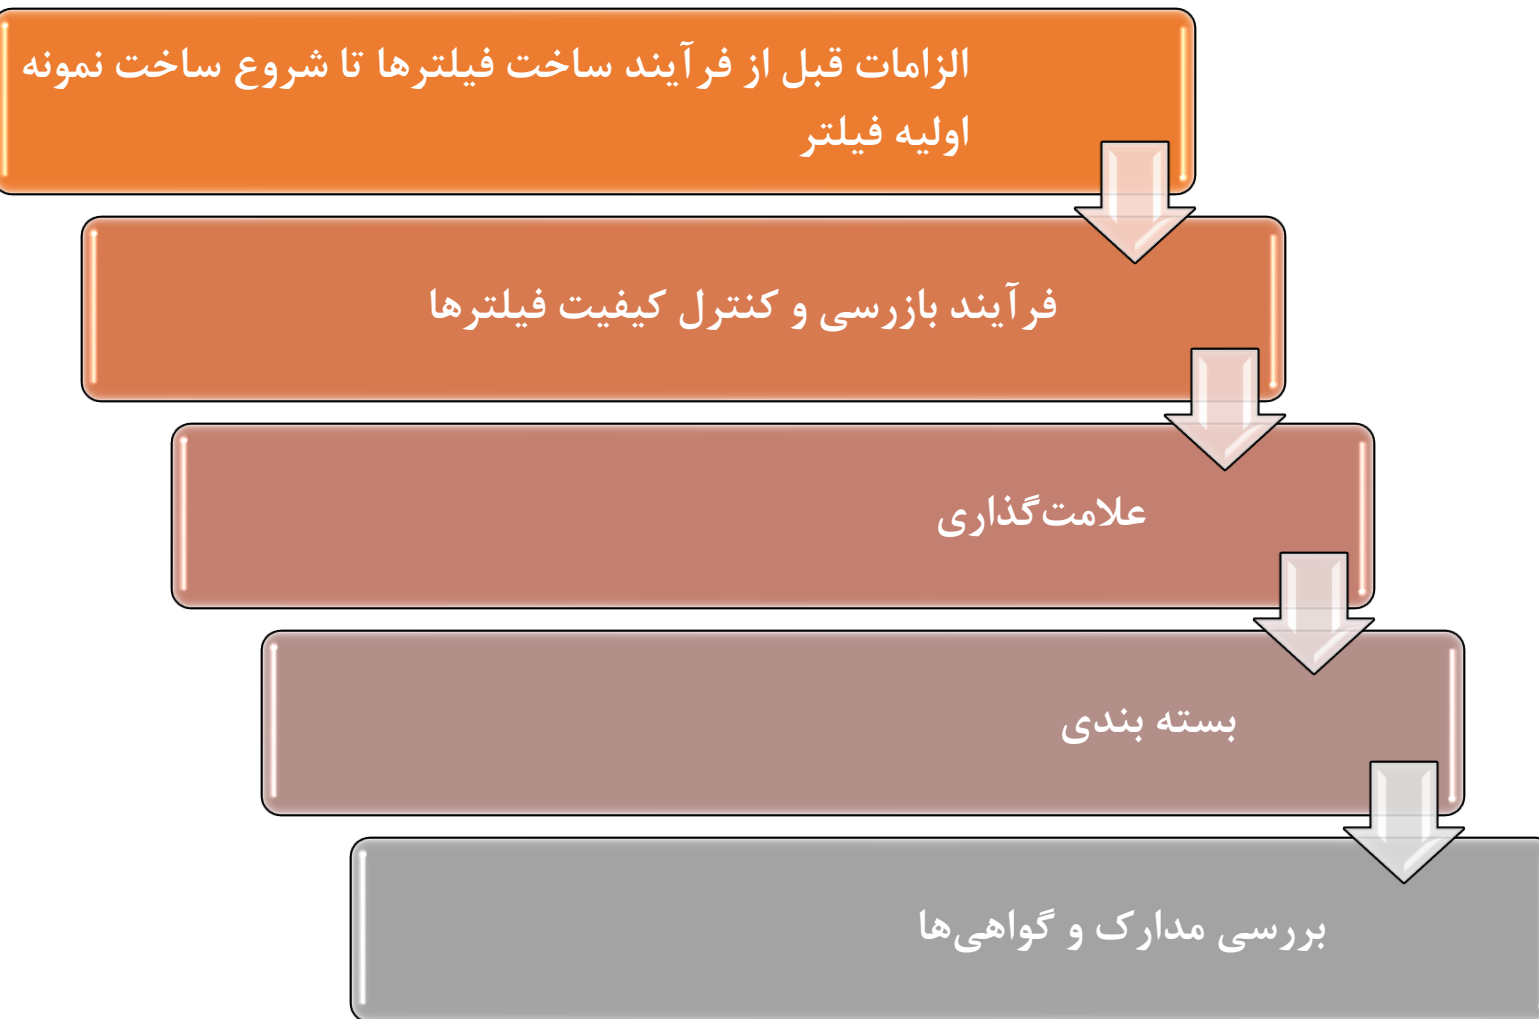 الزامات قبل از فرآیند ساخت فیلترها تا شروع ساخت نمونه
اولیه فیلتر
فرآیند بازرسی و کنترل کیفیت فیلترها
علامت‌گذاری
بسته بندی
بررسی مدارک و گواهی‌ها